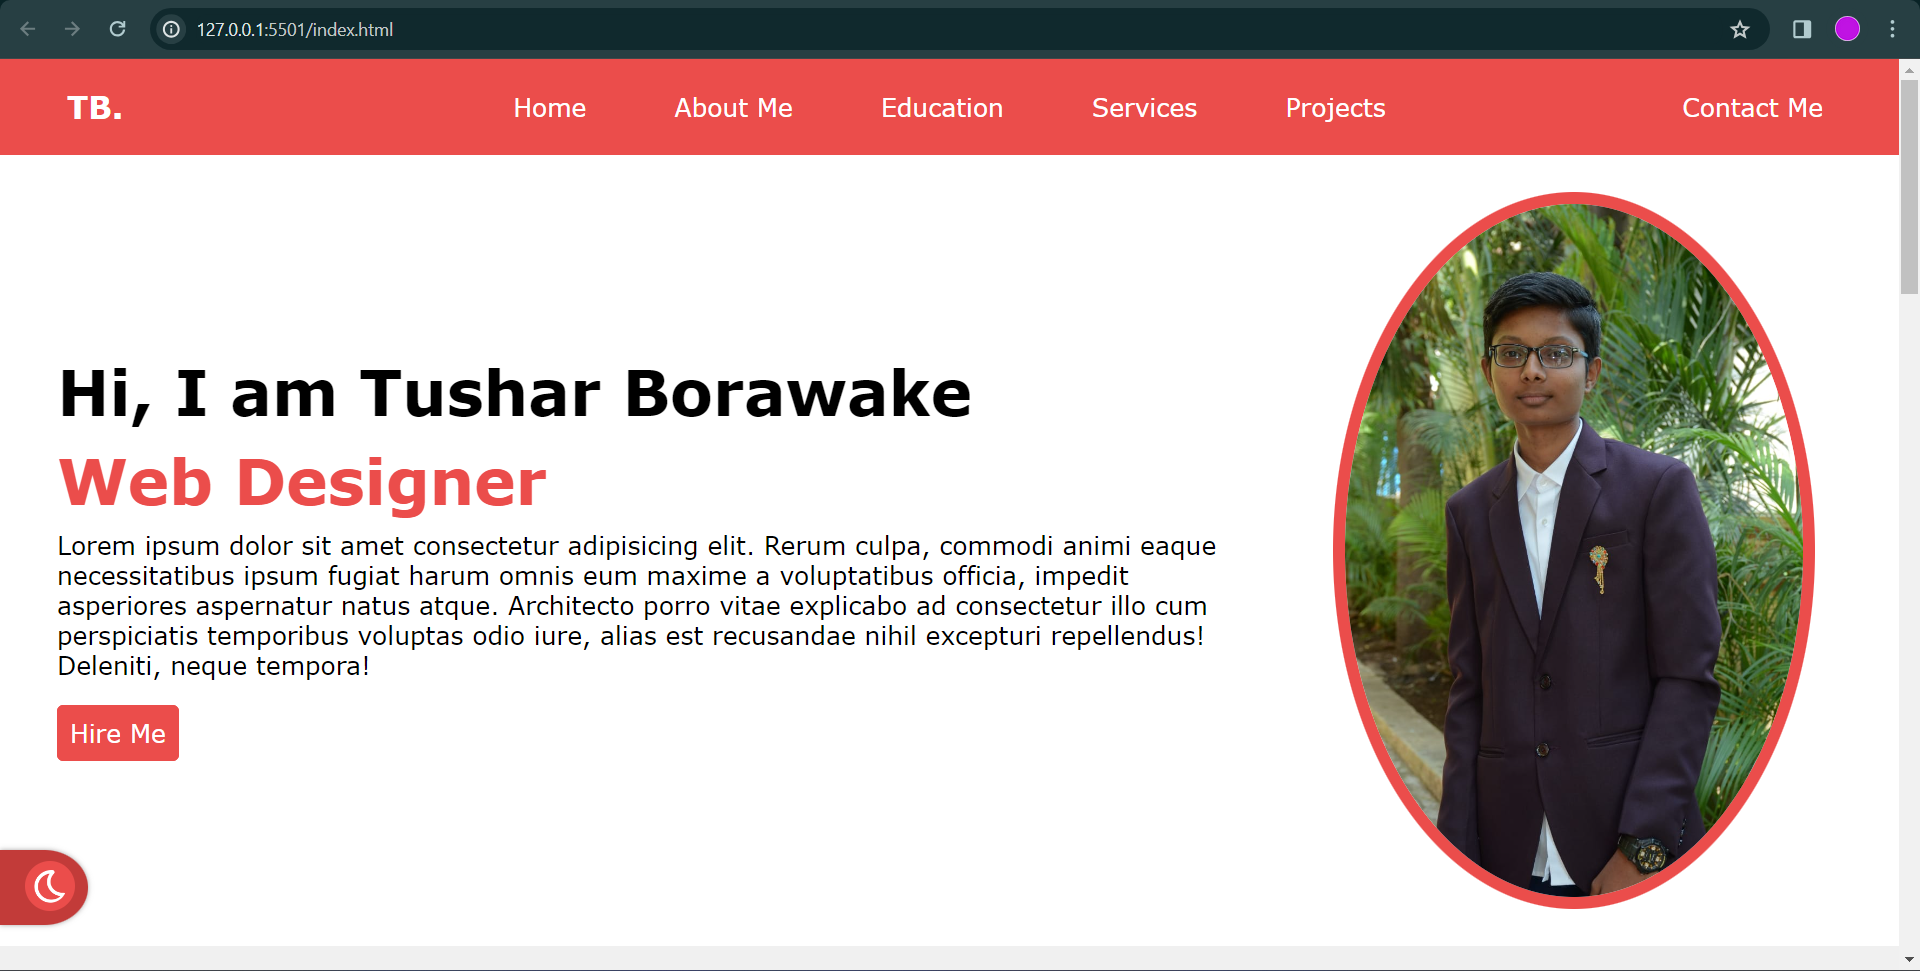 127.0.0.1:5501/index.html
TB.
Home
About Me
Education
Services
Projects
Contact Me
Hi, I am Tushar Borawake
Web Designer
Lorem ipsum dolor sit amet consectetur adipisicing elit. Rerum culpa, commodi animi eaque
necessitatibus ipsum fugiat harum omnis eum maxime a voluptatibus officia, impedit
asperiores aspernatur natus atque. Architecto porro vitae explicabo ad consectetur illo cum
perspiciatis temporibus voluptas odio iure, alias est recusandae nihil excepturi repellendus!
Deleniti, neque tempora!
Hire Me